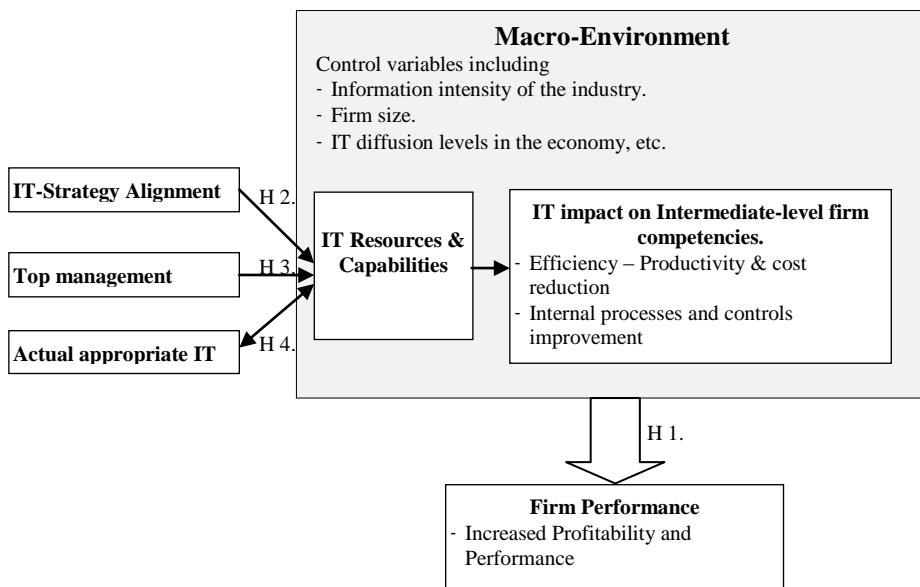 Macro-Environment
Control variables including
- Information intensity of the industry.
- Firm size.
- IT diffusion levels in the economy, etc.
IT-Strategy Alignment
H 2.
IT Resources &
Capabilities
IT impact on Intermediate-level firm
competencies.
- Efficiency – Productivity & cost
reduction
- Internal processes and controls
improvement
Top management
H 3.
Actual appropriate IT
H 4.
H 1.
Firm Performance
- Increased Profitability and
Performance